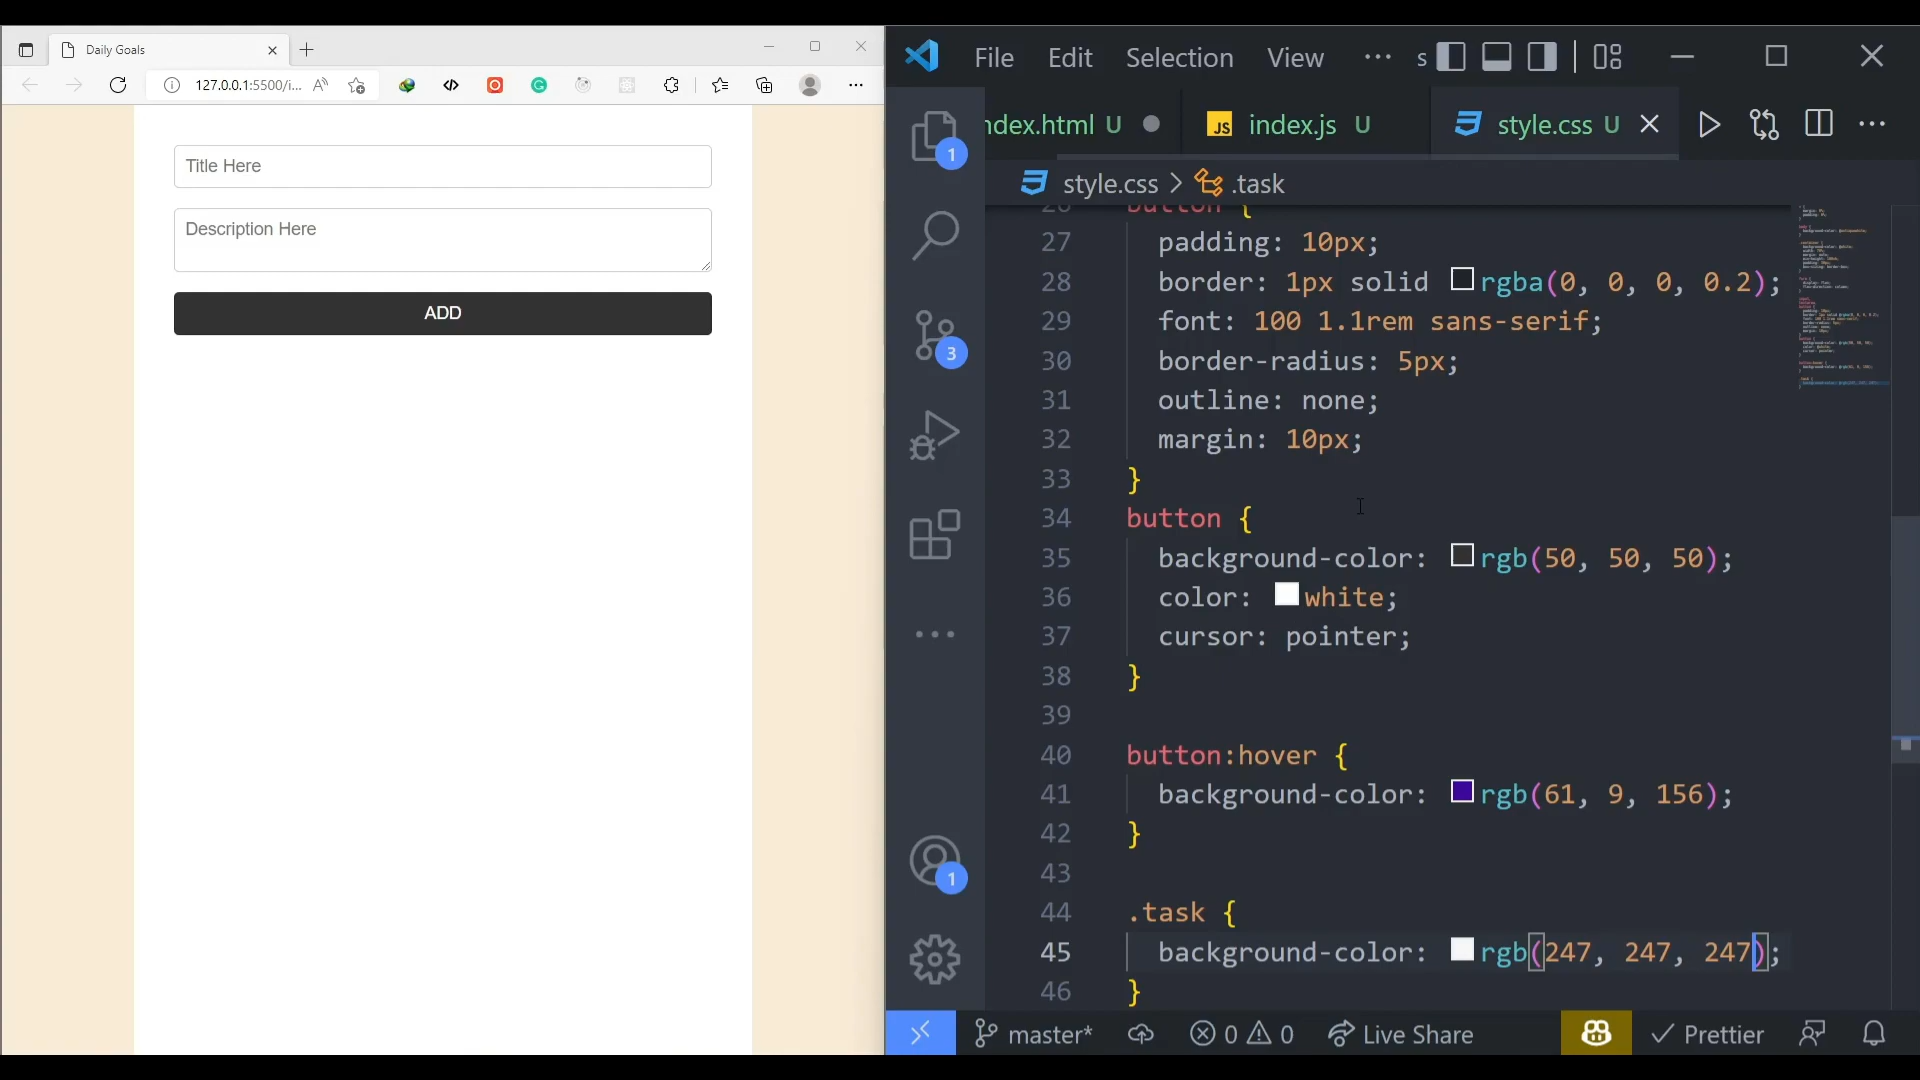 Daily Goals
127.0.0.1:5500/i...
Title Here
Description Here
ADD
File Edit Selection View ... s
ndex.html U
JS index.js U
style.css U
style.css > .task
1
3
1
26 button {
27 padding: 10px;
28 border: 1px solid rgba(0, 0, 0, 0.2);
29 font: 100 1.1rem sans-serif;
30 border-radius: 5px;
31 outline: none;
32 margin: 10px;
33 }
34 button {
35 background-color: rgb(50, 50, 50);
36 color: white;
37 cursor: pointer;
38 }
39
40 button:hover {
41 background-color: rgb(61, 9, 156);
42 }
43
44 .task {
45 background-color: rgb(247, 247, 247);
46 }
master* 0 0 Live Share Prettier